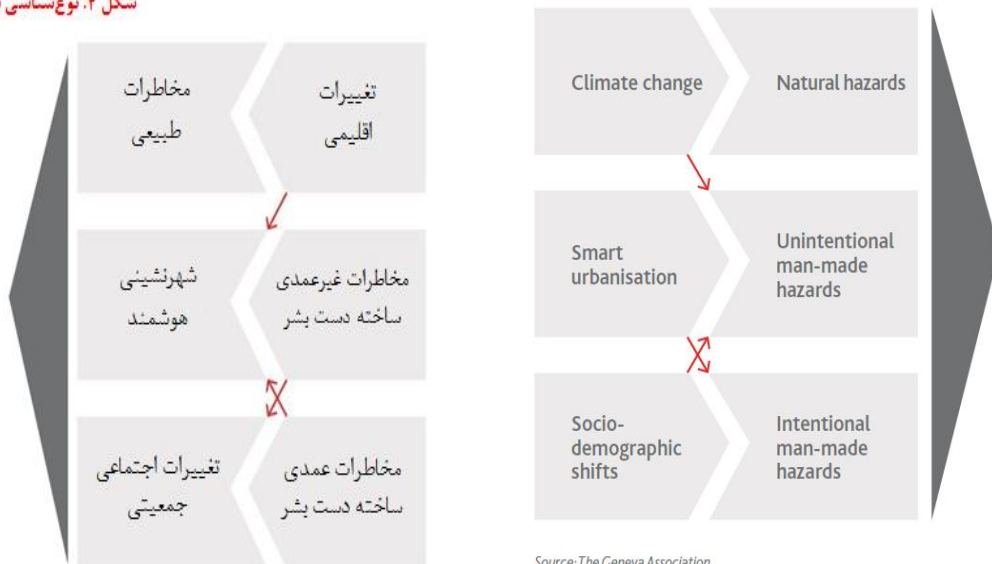 شکل ۲. نوع‌شناسی
تغییرات
اقلیمی
مخاطرات
طبیعی
مخاطرات غیرعمدی
ساخته دست بشر
شهرنشینی
هوشمند
مخاطرات عمدی
ساخته دست بشر
تغییرات اجتماعی
جمعیتی
Climate change
Natural hazards
Smart
urbanisation
Unintentional
man-made
hazards
Socio-
demographic
shifts
Intentional
man-made
hazards
Source: The Geneva Association